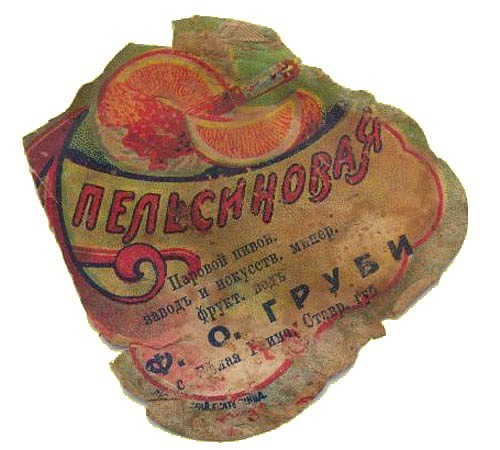 ПЕЛЬСИНОВАЯ
Паровой пивов.
заводъ и искусств. минер.
фрукт. водъ
Ф. О. ГРУБИ
с. Ставр. губ